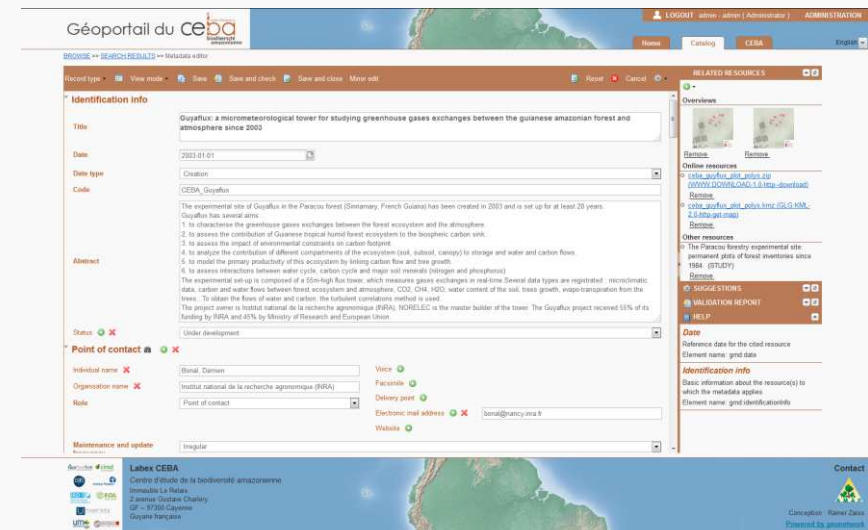 LOGOUT admin - admin ( Administrator ) ADMINISTRATION
Géoportail du ceba
biodiversité
amazonienne
Home Catalog CEBA English
BROWSE >> SEARCH RESULTS >> Metadata editor
Record type View mode Save Save and check Save and close Minor edit Reset Cancel
Identification info
Title Guyaflux: a micrometeorological tower for studying greenhouse gases exchanges between the guianese amazonian forest and
atmosphere since 2003
Date 2003-01-01
Date type Creation
Code CEBA_Guyaflux
Abstract
The experimental site of Guyaflux in the Paracou forest (Sinnamary, French Guiana) has been created in 2003 and is set up for at least 20 years.
Guyaflux has several aims
1. to characterise the greenhouse gases exchanges between the forest ecosystem and the atmosphere
2. to assess the contribution of Guianese tropical humid forest ecosystem to the biospheric carbon sink.
3. to assess the impact of environmental constraints on carbon footprint.
4. to analyze the contribution of different compartments of the ecosystem (soil, subsoil, canopy) to storage and water and carbon flows.
5. to model the primary productivity of this ecosystem by linking carbon flow and tree growth.
6. to assess interactions between water cycle, carbon cycle and major soil minerals (nitrogen and phosphorus)
The experimental set-up is composed of a 55m-high flux tower, which measures gases exchanges in real-time.Several data types are registered : microclimatic
data, carbon and water flows between forest ecosystem and atmosphere, CO2, CH4, H2O, water content of the soil, trees growth, evapo-transpiration from the
trees...To obtain the flows of water and carbon, the turbulent correlations method is used.
The project owner is Institut national de la recherche agronomique (INRA); NORELEC is the master builder of the tower. The Guyaflux project received 55% of its
funding by INRA and 45% by Ministry of Research and European Union
Status Under development
Point of contact
Individual name Bonal, Damien
Organisation name Institut national de la recherche agronomique (INRA)
Role Point of contact
Voice
Facsimile
Delivery point
Electronic mail address bonal@nancy.inra.fr
Website
Maintenance and update Irregular
RELATED RESOURCES
Overviews
Remove Remove
Online resources
ceba_guyflux_plot_polys.zip
(WWW:DOWNLOAD-1.0-http--download)
Remove
ceba_guyflux_plot_polys.kmz (GLG:KML-
2.0-http-get-map)
Remove
Other resources
The Paracou forestry experimental site:
permanent plots of forest inventories since
1984. (STUDY)
Remove
SUGGESTIONS
VALIDATION REPORT
HELP
Date
Reference date for the cited resource
Element name: gmd:date
Identification info
Basic information about the resource(s) to
which the metadata applies
Element name: gmd:identificationInfo
Labex CEBA
Centre d'étude de la biodiversité amazonienne
Immeuble Le Relais
2 avenue Gustave Charlery
GF – 97300 Cayenne
Guyane française
Contact
Conception : Rainer Zaiss
Powered by geonetwork